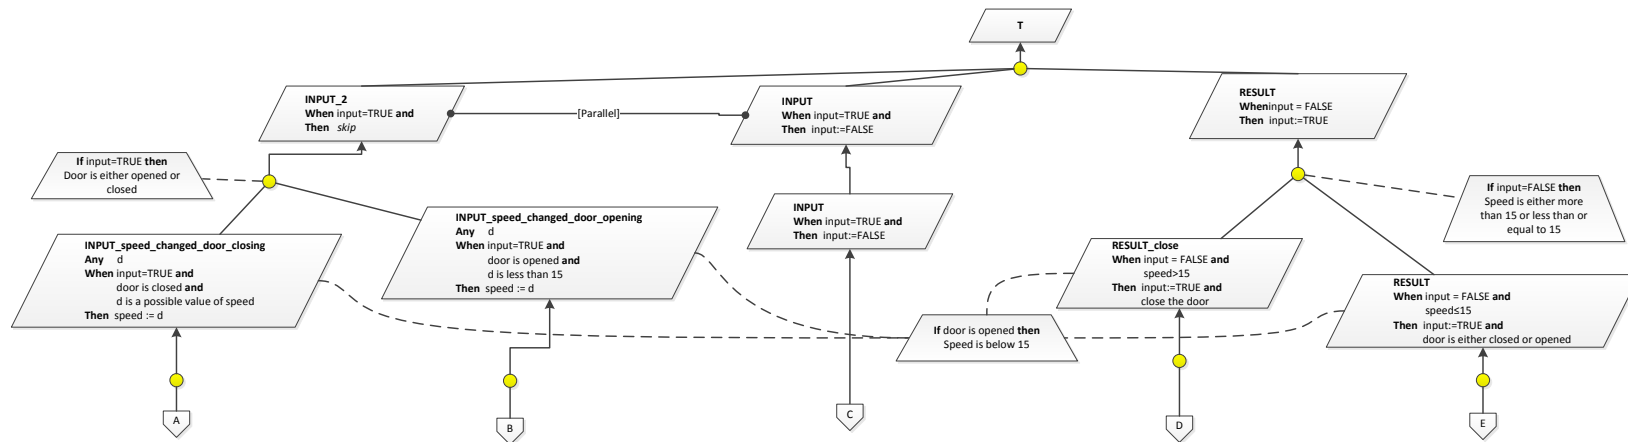 T
INPUT_2
When input=TRUE and
Then skip
[Parallel]
INPUT
When input=TRUE and
Then input:=FALSE
RESULT
Wheninput = FALSE
Then input:=TRUE
If input=TRUE then
Door is either opened or
closed
INPUT_speed_changed_door_closing
Any d
When input=TRUE and
door is closed and
d is a possible value of speed
Then speed := d
INPUT_speed_changed_door_opening
Any d
When input=TRUE and
door is opened and
d is less than 15
Then speed := d
INPUT
When input=TRUE and
Then input:=FALSE
If door is opened then
Speed is below 15
RESULT_close
When input = FALSE and
speed>15
Then input:=TRUE and
close the door
If input=FALSE then
Speed is either more
than 15 or less than or
equal to 15
RESULT
When input = FALSE and
speed≤15
Then input:=TRUE and
door is either closed or opened
A
B
C
D
E